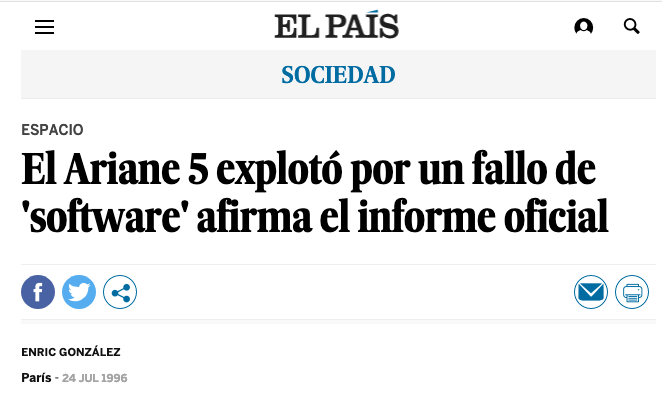 EL PAÍS
SOCIEDAD
ESPACIO
El Ariane 5 explotó por un fallo de
'software' afirma el informe oficial
ENRIC GONZÁLEZ
París - 24 JUL 1996